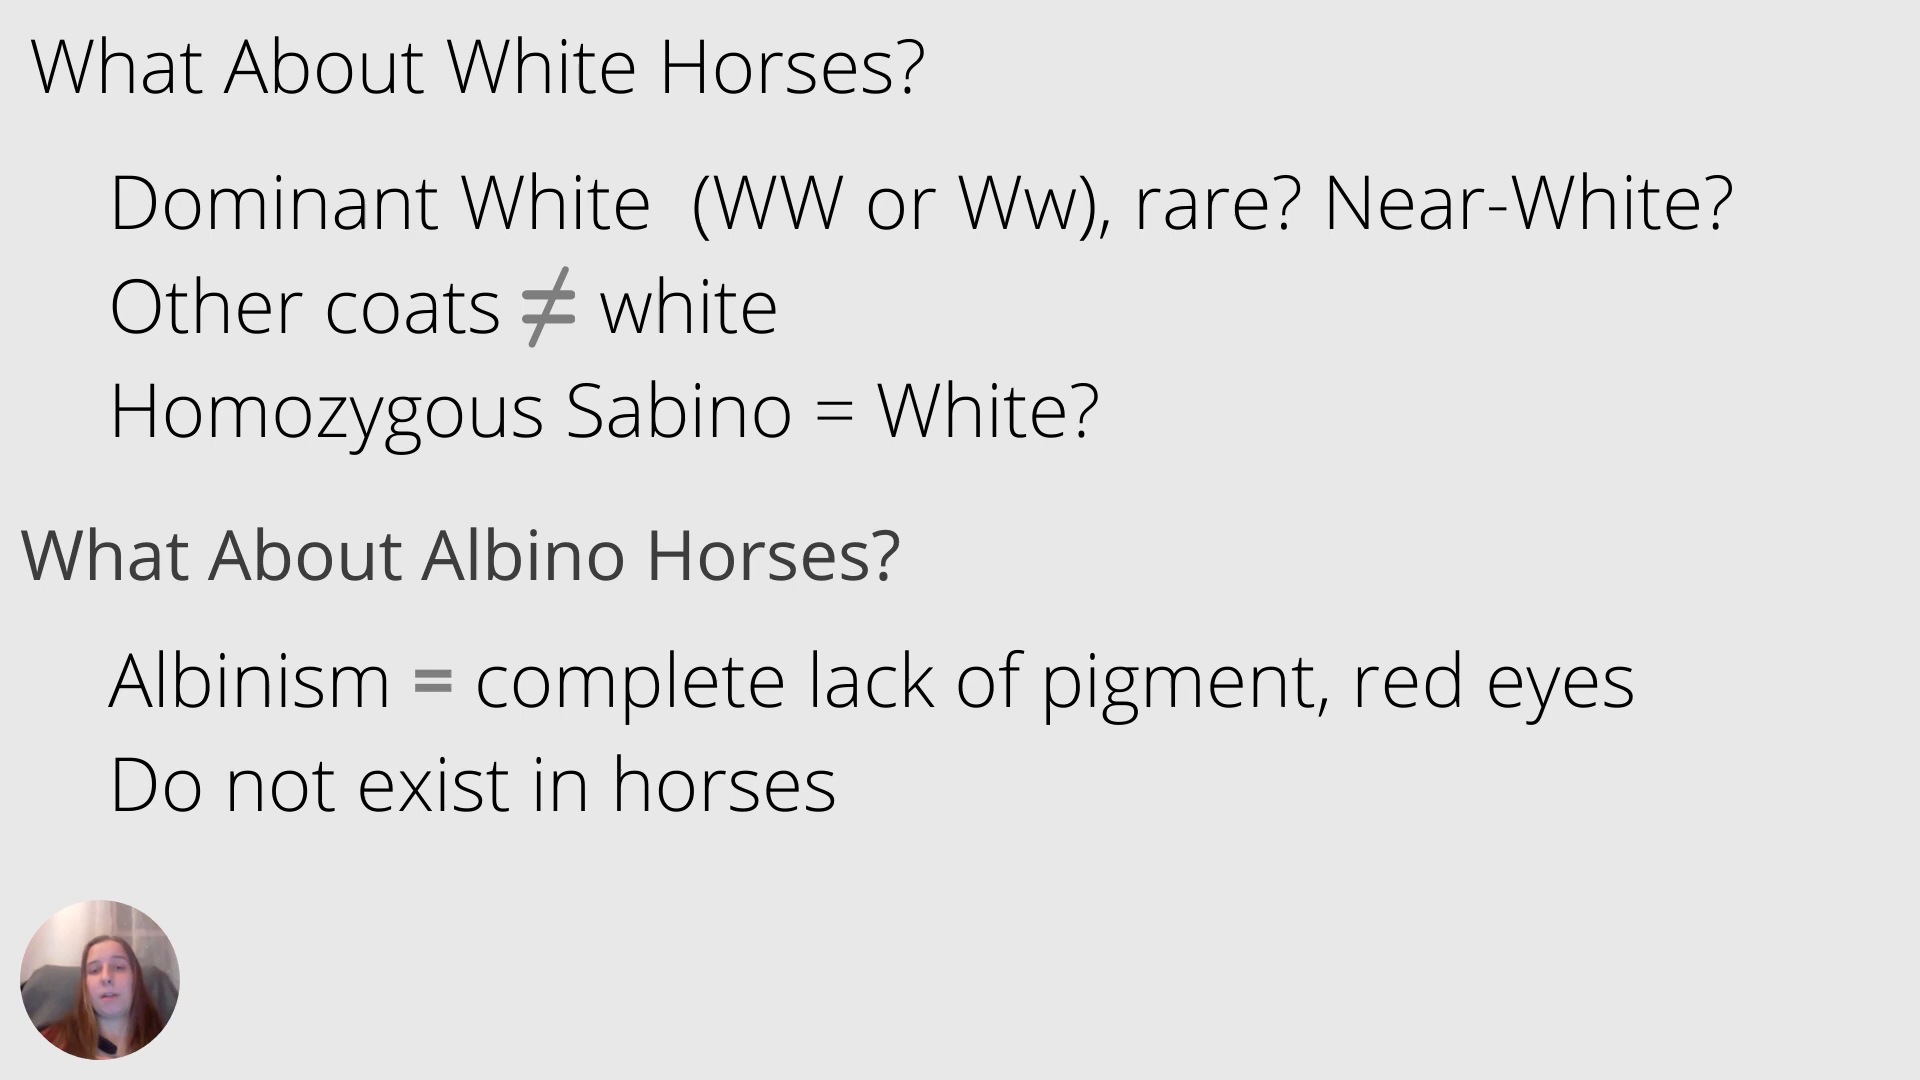 What About White Horses?
Dominant White (WW or Ww), rare? Near-White?
Other coats ≠ white
Homozygous Sabino = White?
What About Albino Horses?
Albinism = complete lack of pigment, red eyes
Do not exist in horses